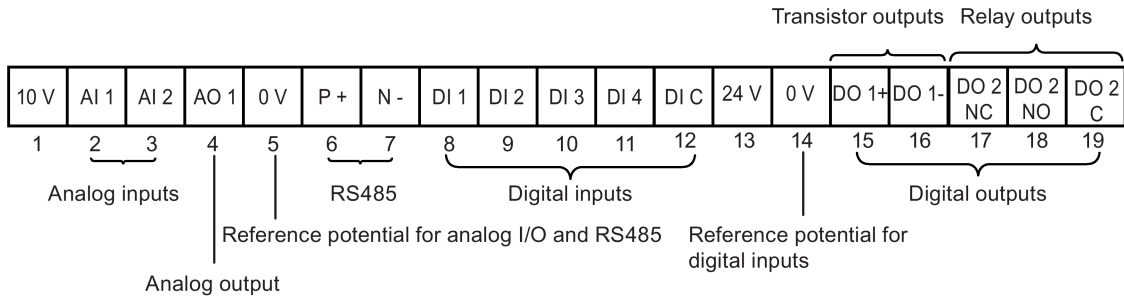 Transistor outputs Relay outputs
10 V AI 1 AI 2 AO 1 0 V P + N - DI 1 DI 2 DI 3 DI 4 DI C 24 V 0 V DO 1+ DO 1- DO 2 NC DO 2 NO DO 2 C
1 2 3 4 5 6 7 8 9 10 11 12 13 14 15 16 17 18 19
Analog inputs RS485 Digital inputs Digital outputs
Reference potential for analog I/O and RS485
Reference potential for
digital inputs
Analog output